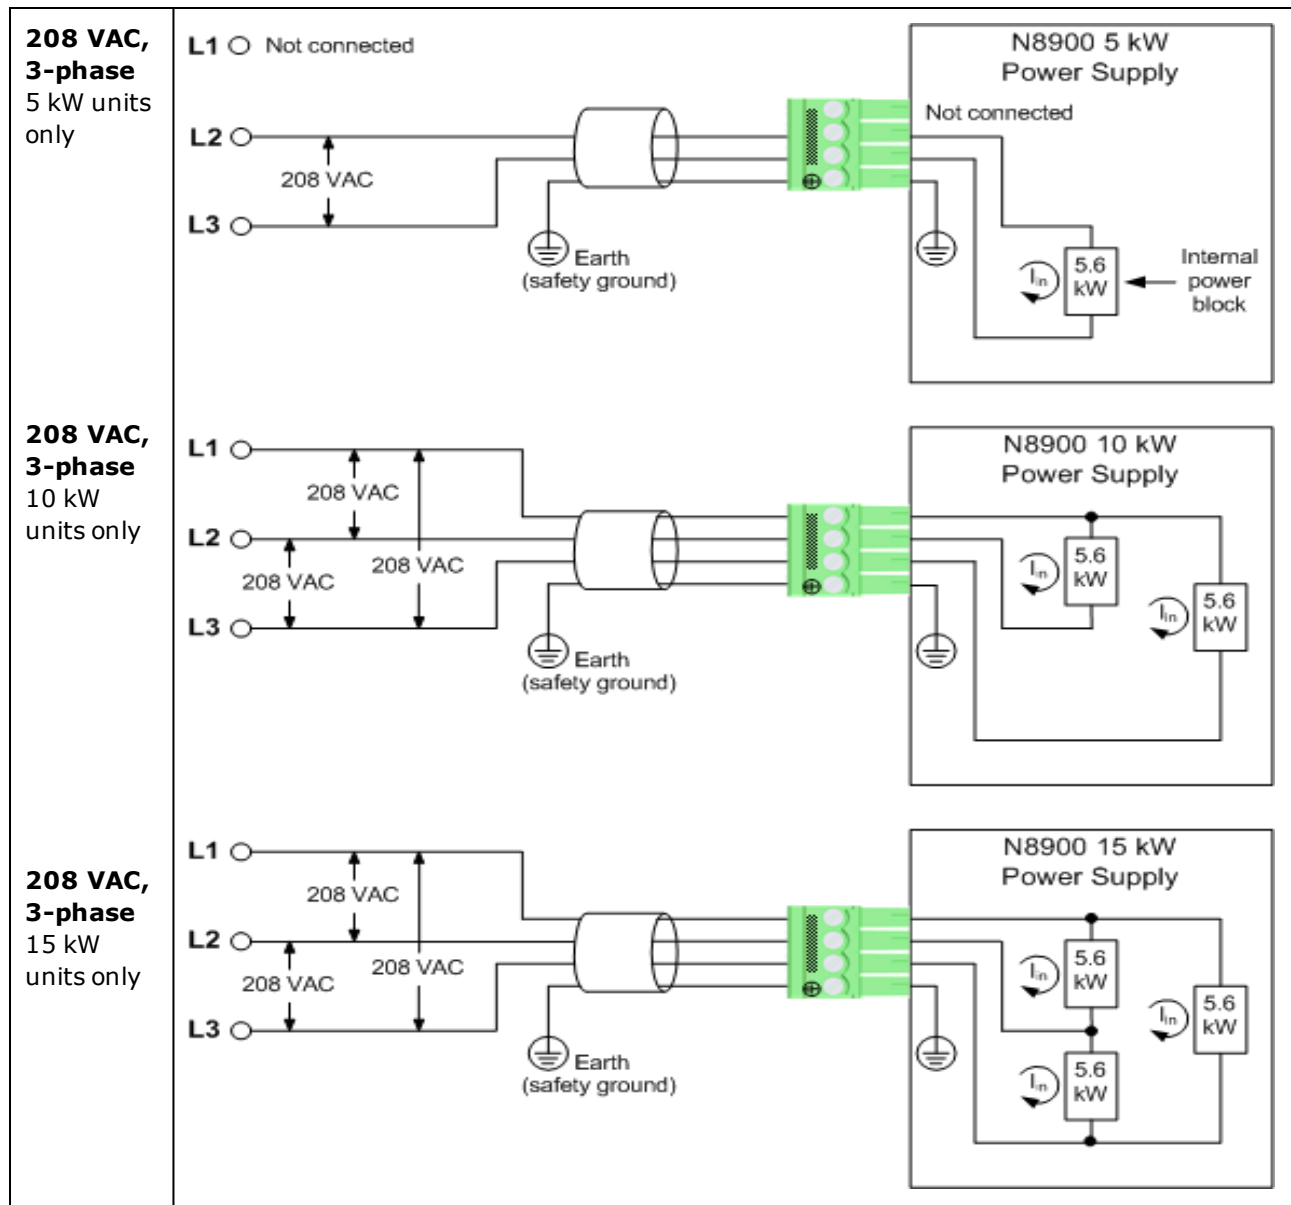 208 VAC,
3-phase
5 kW units
only
L1 Not connected
L2
208 VAC
L3
Earth
(safety ground)
N8900 5 kW
Power Supply
Not connected
Iin
5.6
kW
Internal
power
block
208 VAC,
3-phase
10 kW
units only
L1
208 VAC
L2
208 VAC
208 VAC
L3
Earth
(safety ground)
N8900 10 kW
Power Supply
Iin
5.6
kW
Iin
5.6
kW
208 VAC,
3-phase
15 kW
units only
L1
208 VAC
L2
208 VAC
208 VAC
L3
Earth
(safety ground)
N8900 15 kW
Power Supply
Iin
5.6
kW
Iin
5.6
kW
Iin
5.6
kW